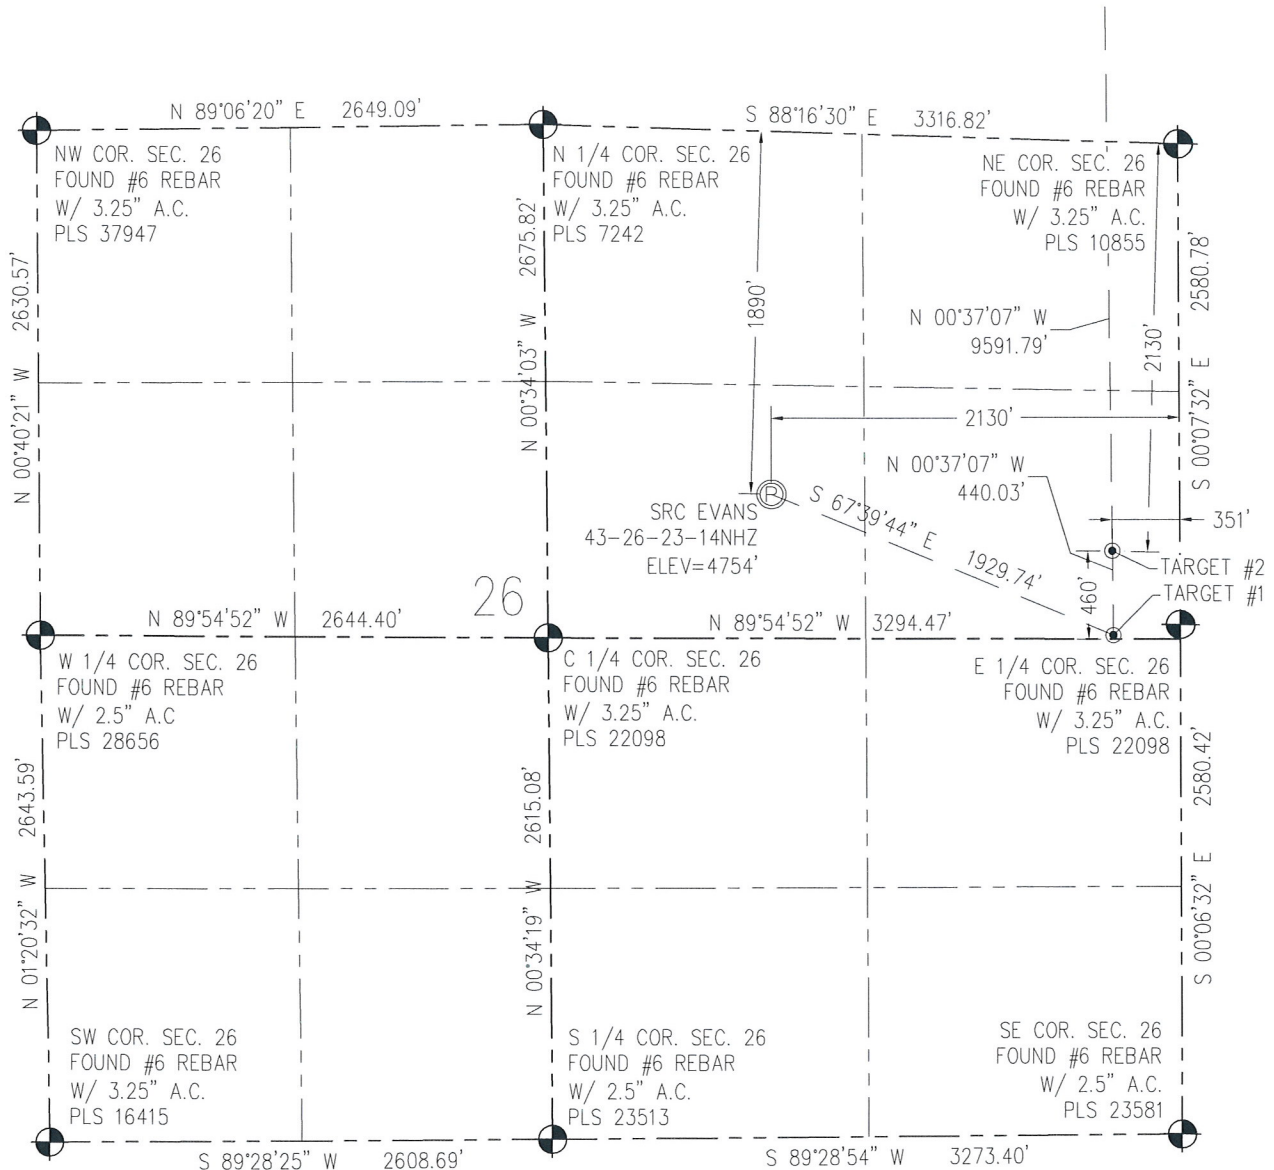 N 89°06'20" E 2649.09'
S 88°16'30" E 3316.82'
NW COR. SEC. 26
FOUND #6 REBAR
W/ 3.25" A.C.
PLS 37947
N 1/4 COR. SEC. 26
FOUND #6 REBAR
W/ 3.25" A.C.
PLS 7242
NE COR. SEC. 26
FOUND #6 REBAR
W/ 3.25" A.C.
PLS 10855
N 00°40'21" W 2630.57'
N 00°34'03" W 2675.82'
1890'
N 00°37'07" W
9591.79'
2130'
S 00°07'32" E 2580.78'
2130'
N 00°37'07" W
440.03'
351'
SRC EVANS
43-26-23-14NHZ
ELEV=4754'
R
S 67°39'44" E 1929.74'
460'
TARGET #2
TARGET #1
26
N 89°54'52" W 2644.40'
N 89°54'52" W 3294.47'
W 1/4 COR. SEC. 26
FOUND #6 REBAR
W/ 2.5" A.C
PLS 28656
C 1/4 COR. SEC. 26
FOUND #6 REBAR
W/ 3.25" A.C.
PLS 22098
E 1/4 COR. SEC. 26
FOUND #6 REBAR
W/ 3.25" A.C.
PLS 22098
N 01°20'32" W 2643.59'
N 00°34'19" W 2615.08'
S 00°06'32" E 2580.42'
SW COR. SEC. 26
FOUND #6 REBAR
W/ 3.25" A.C.
PLS 16415
S 1/4 COR. SEC. 26
FOUND #6 REBAR
W/ 2.5" A.C.
PLS 23513
SE COR. SEC. 26
FOUND #6 REBAR
W/ 2.5" A.C.
PLS 23581
S 89°28'25" W 2608.69'
S 89°28'54" W 3273.40'